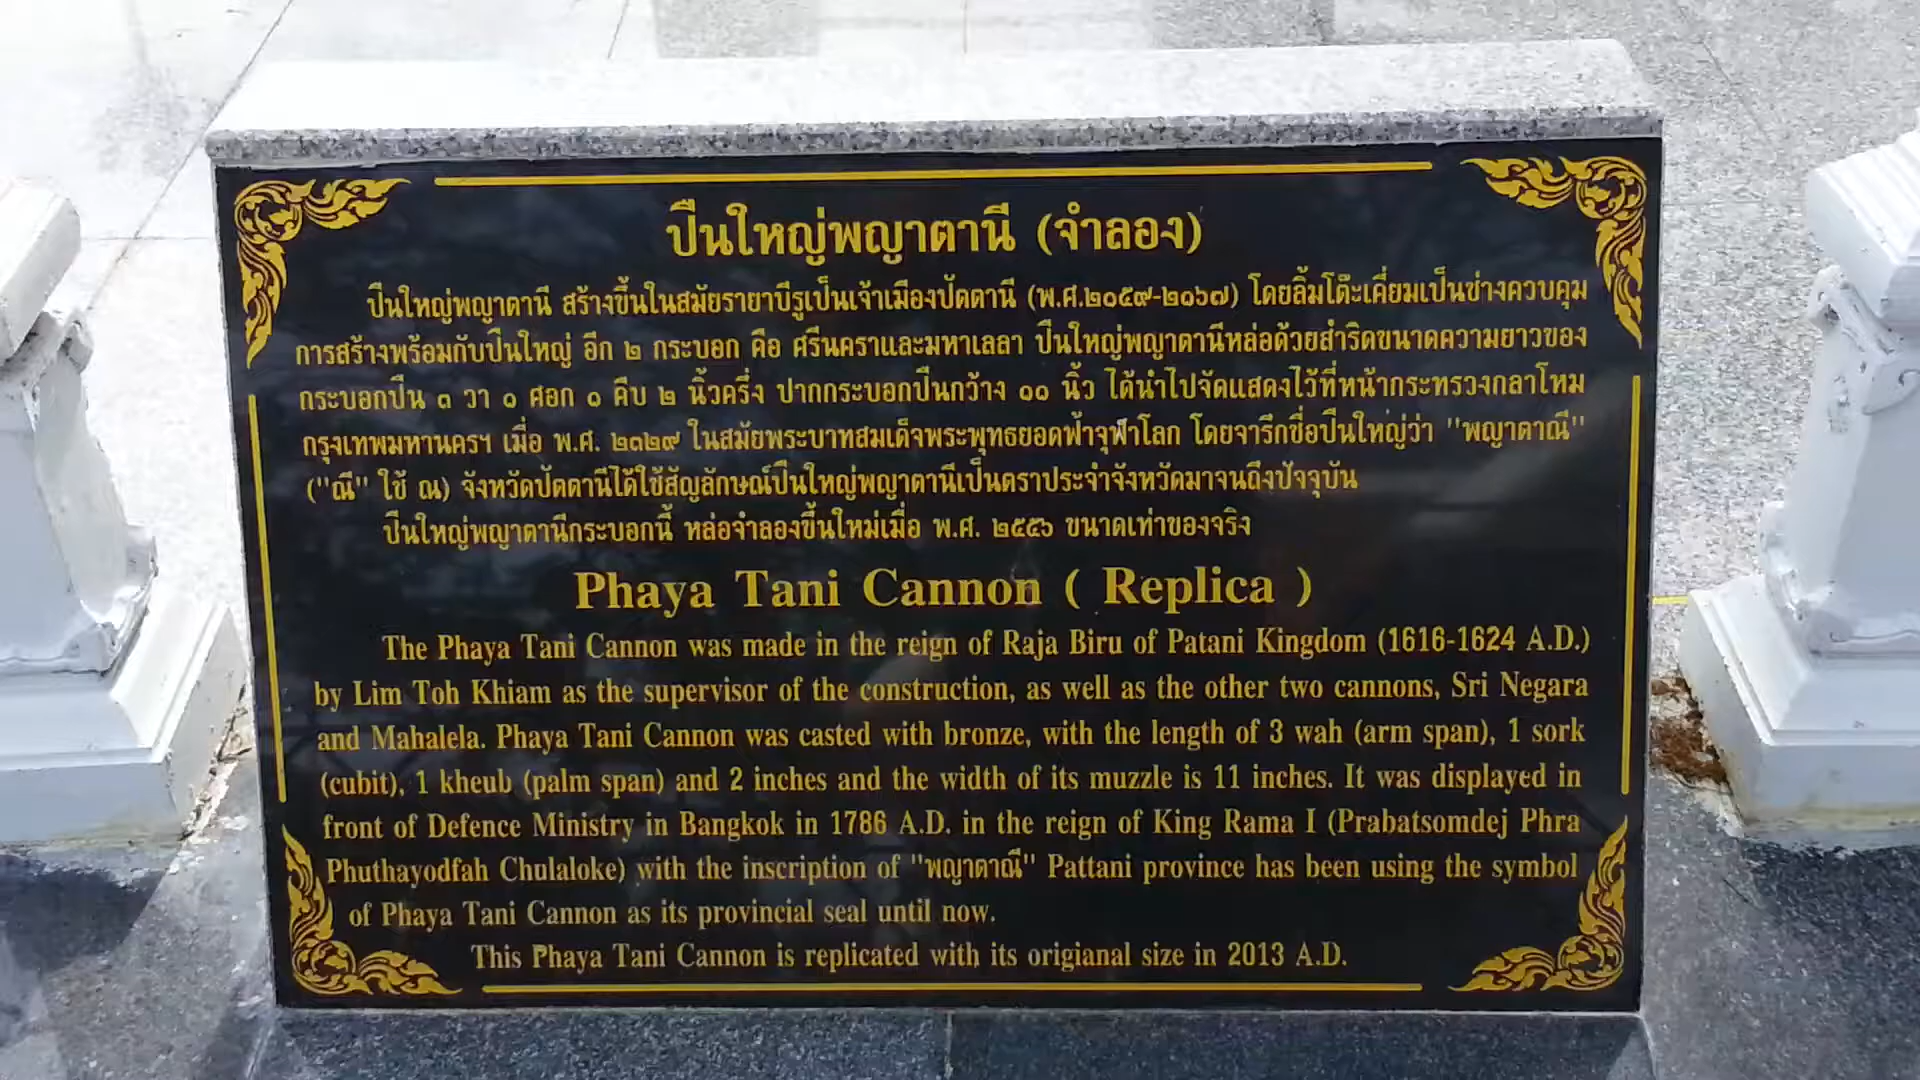 ปืนใหญ่พญาตานี (จำลอง)
ปืนใหญ่พญาตานี สร้างขึ้นในสมัยรายาบีรูเป็นเจ้าเมืองปัตตานี (พ.ศ.๒๑๕๙-๒๑๖๗) โดยลิ้มโต๊ะเคี่ยมเป็นช่างควบคุม
การสร้างพร้อมกับปืนใหญ่ อีก ๒ กระบอก คือ ศรีนคราและมหาเลลา ปืนใหญ่พญาตานีหล่อด้วยสำริดขนาดความยาวของ
กระบอกปืน ๓ วา ๑ ศอก ๑ คืบ ๒ นิ้วครึ่ง ปากกระบอกปืนกว้าง ๑๑ นิ้ว ได้นำไปจัดแสดงไว้ที่หน้ากระทรวงกลาโหม
กรุงเทพมหานครฯ เมื่อ พ.ศ. ๒๓๒๙ ในสมัยพระบาทสมเด็จพระพุทธยอดฟ้าจุฬาโลก โดยจารึกชื่อปืนใหญ่ว่า "พญาตาณี"
("ณี" ใช้ ณ) จังหวัดปัตตานีได้ใช้สัญลักษณ์ปืนใหญ่พญาตานีเป็นตราประจำจังหวัดมาจนถึงปัจจุบัน
ปืนใหญ่พญาตานีกระบอกนี้ หล่อจำลองขึ้นใหม่เมื่อ พ.ศ. ๒๕๕๖ ขนาดเท่าของจริง
Phaya Tani Cannon ( Replica )
The Phaya Tani Cannon was made in the reign of Raja Biru of Patani Kingdom (1616-1624 A.D.)
by Lim Toh Khiam as the supervisor of the construction, as well as the other two cannons, Sri Negara
and Mahalela. Phaya Tani Cannon was casted with bronze, with the length of 3 wah (arm span), 1 sork
(cubit), 1 kheub (palm span) and 2 inches and the width of its muzzle is 11 inches. It was displayed in
front of Defence Ministry in Bangkok in 1786 A.D. in the reign of King Rama I (Prabatsomdej Phra
Phuthayodfah Chulaloke) with the inscription of "พญาตาณี" Pattani province has been using the symbol
of Phaya Tani Cannon as its provincial seal until now.
This Phaya Tani Cannon is replicated with its origianal size in 2013 A.D.